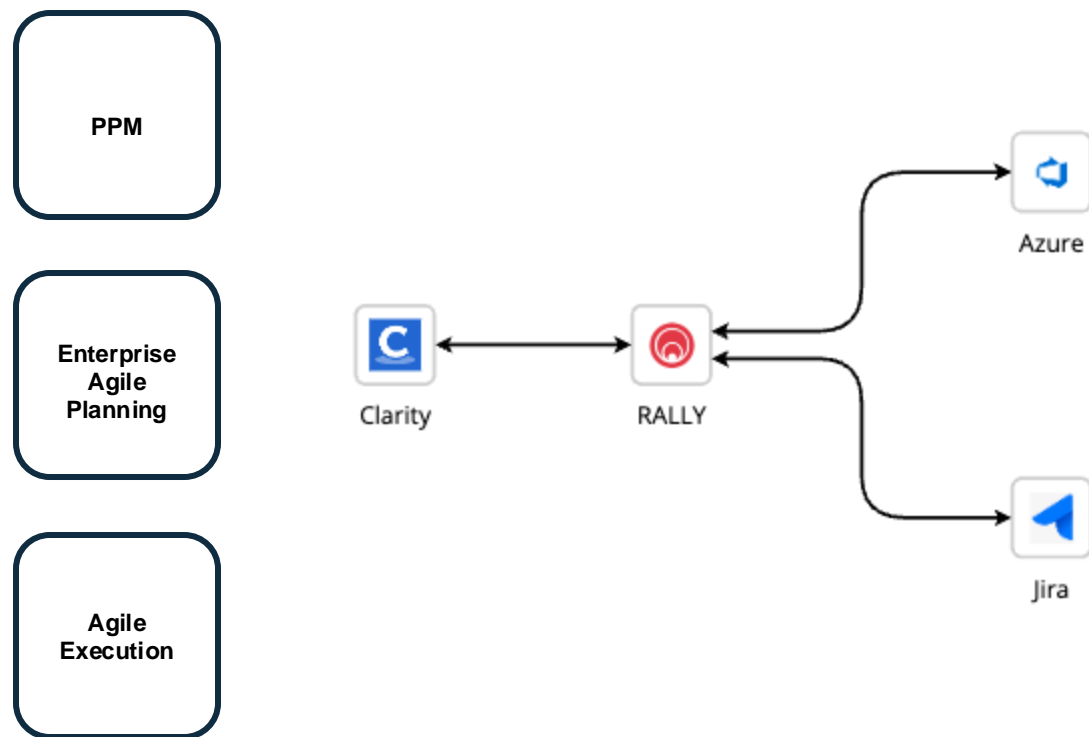 PPM
Enterprise
Agile
Planning
Agile
Execution
C
Clarity
RALLY
Azure
Jira